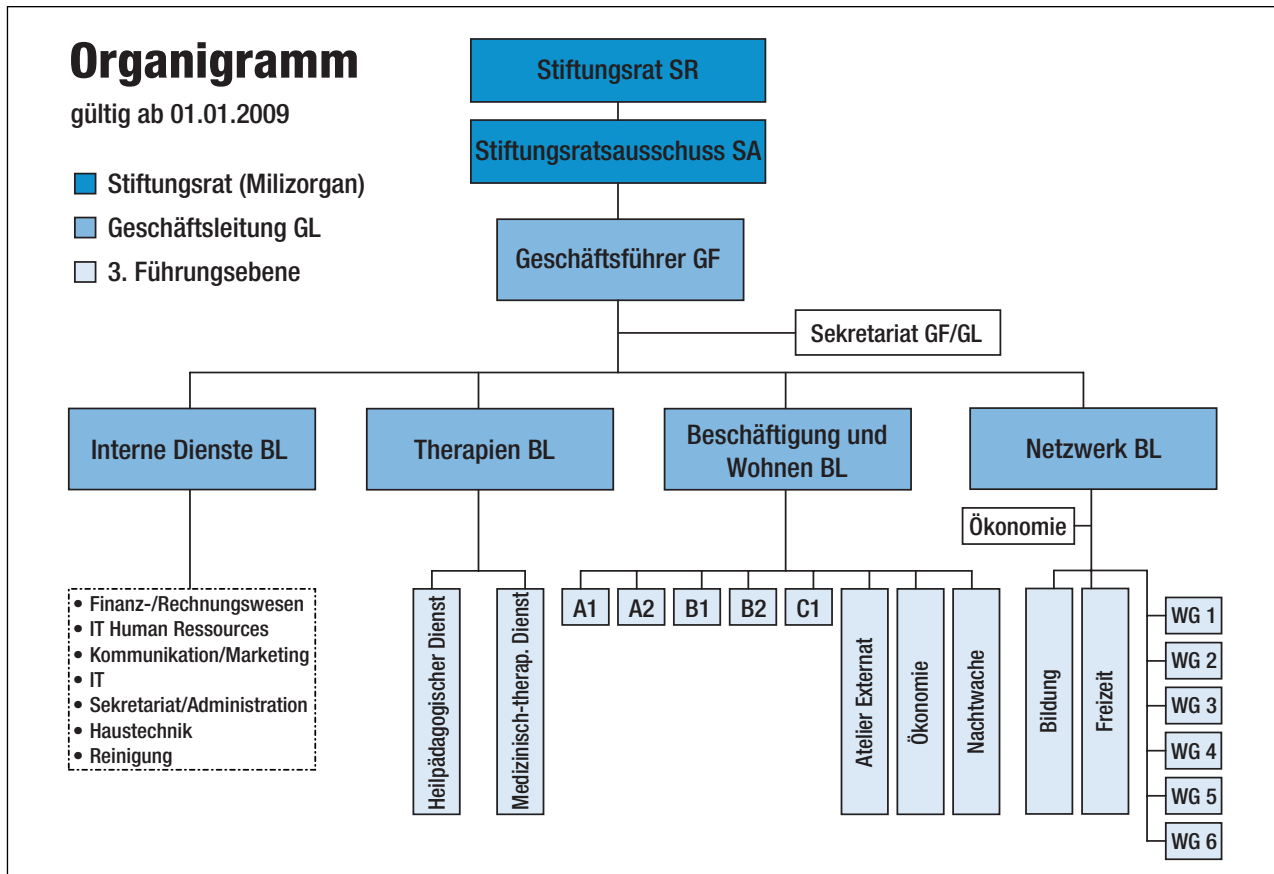 Organigramm
gültig ab 01.01.2009
Stiftungsrat (Milizorgan)
Geschäftsleitung GL
3. Führungsebene
Stiftungsrat SR
Stiftungsratsausschuss SA
Geschäftsführer GF
Sekretariat GF/GL
Interne Dienste BL
Therapien BL
Beschäftigung und
Wohnen BL
Netzwerk BL
Ökonomie
• Finanz-/Rechnungswesen
• IT Human Ressources
• Kommunikation/Marketing
• IT
• Sekretariat/Administration
• Haustechnik
• Reinigung
Heilpädagogischer Dienst
Medizinisch-therap. Dienst
A1
A2
B1
B2
C1
Atelier Externat
Ökonomie
Nachtwache
Bildung
Freizeit
WG 1
WG 2
WG 3
WG 4
WG 5
WG 6